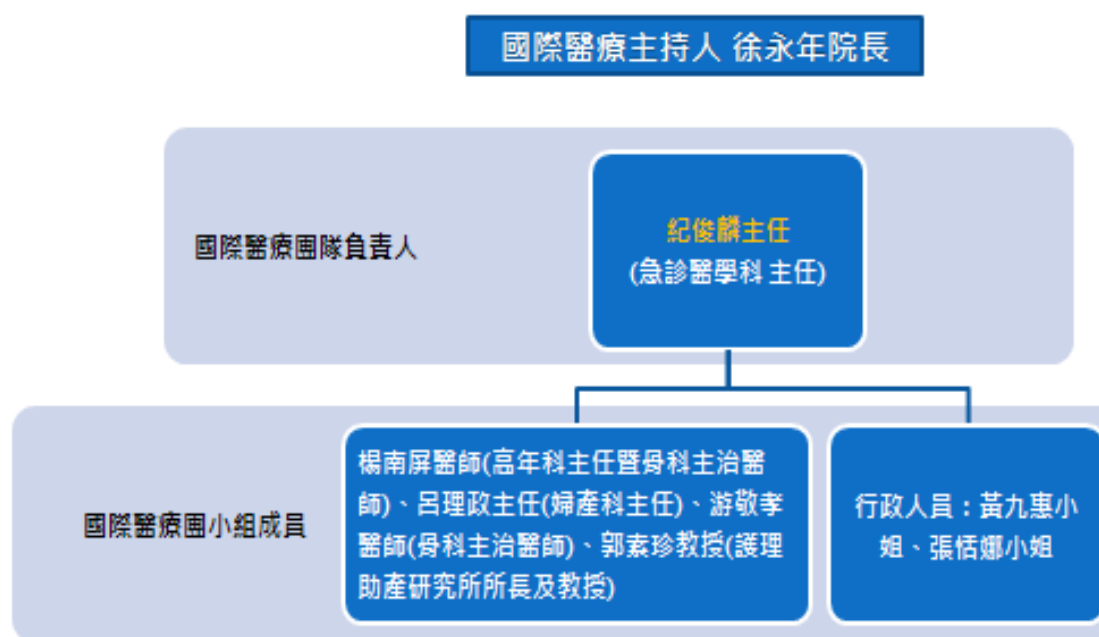 國際醫療主持人 徐永年院長
國際醫療團隊負責人
紀俊麟主任
(急診醫學科 主任)
國際醫療團小組成員
楊南屏醫師(高年科主任暨骨科主治醫
師)、呂理政主任(婦產科主任)、游敬孝
醫師(骨科主治醫師)、郭素珍教授(護理
助產研究所所長及教授)
行政人員：黃九惠小
姐、張恬娜小姐